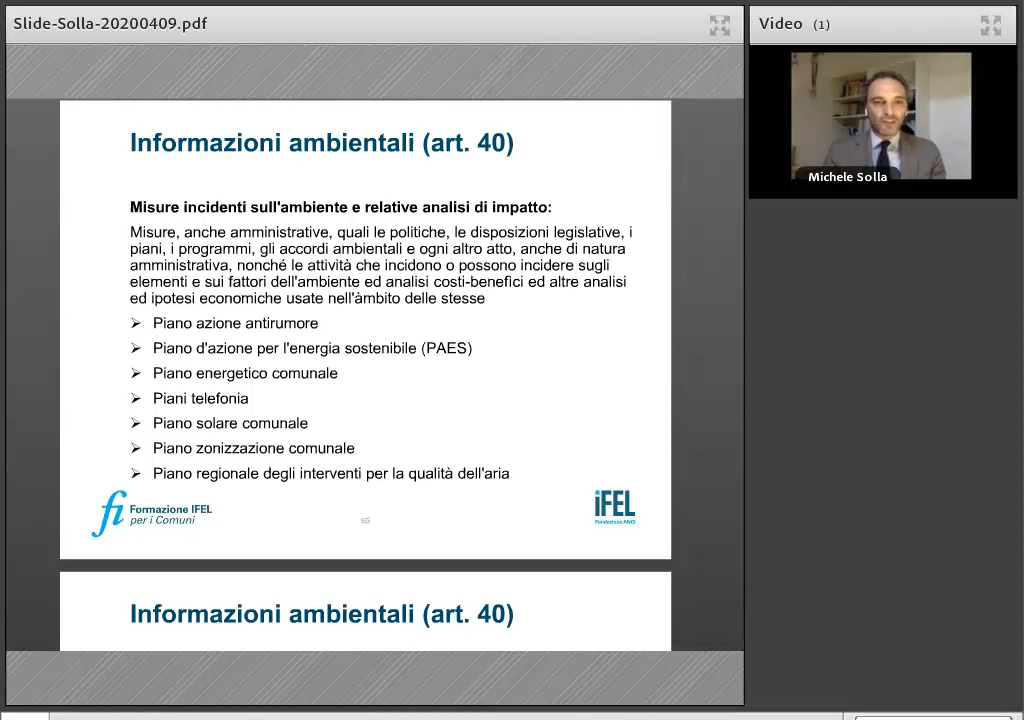 Slide-Solla-20200409.pdf
Video (1)
Michele Solla
Informazioni ambientali (art. 40)
Misure incidenti sull'ambiente e relative analisi di impatto:
Misure, anche amministrative, quali le politiche, le disposizioni legislative, i
piani, i programmi, gli accordi ambientali e ogni altro atto, anche di natura
amministrativa, nonché le attività che incidono o possono incidere sugli
elementi e sui fattori dell'ambiente ed analisi costi-benefici ed altre analisi
ed ipotesi economiche usate nell'àmbito delle stesse
➢ Piano azione antirumore
➢ Piano d'azione per l'energia sostenibile (PAES)
➢ Piano energetico comunale
➢ Piani telefonia
➢ Piano solare comunale
➢ Piano zonizzazione comunale
➢ Piano regionale degli interventi per la qualità dell'aria
fi Formazione IFEL
per i Comuni
65
iFEL
Fondazione ANCI
Informazioni ambientali (art. 40)